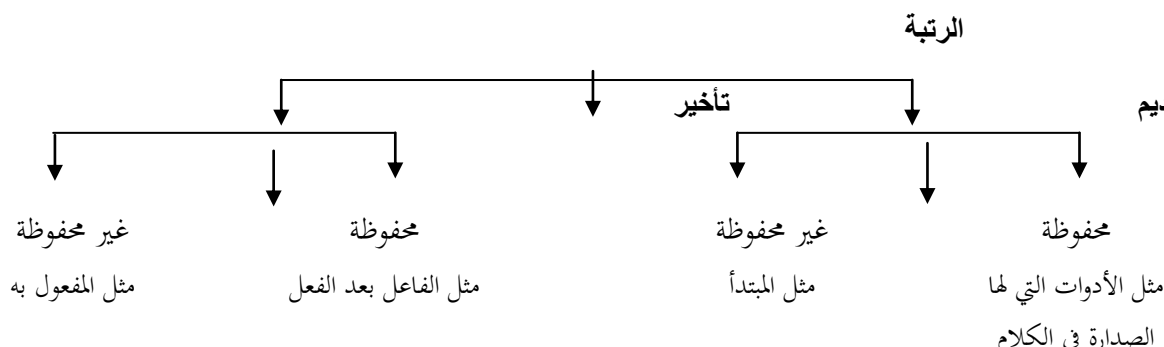 الرتبة
تأخير
محفوظة
غير محفوظة
محفوظة
غير محفوظة
مثل الأدوات التي لها
مثل المبتدأ
مثل الفاعل بعد الفعل
مثل المفعول به
الصدارة في الكلام